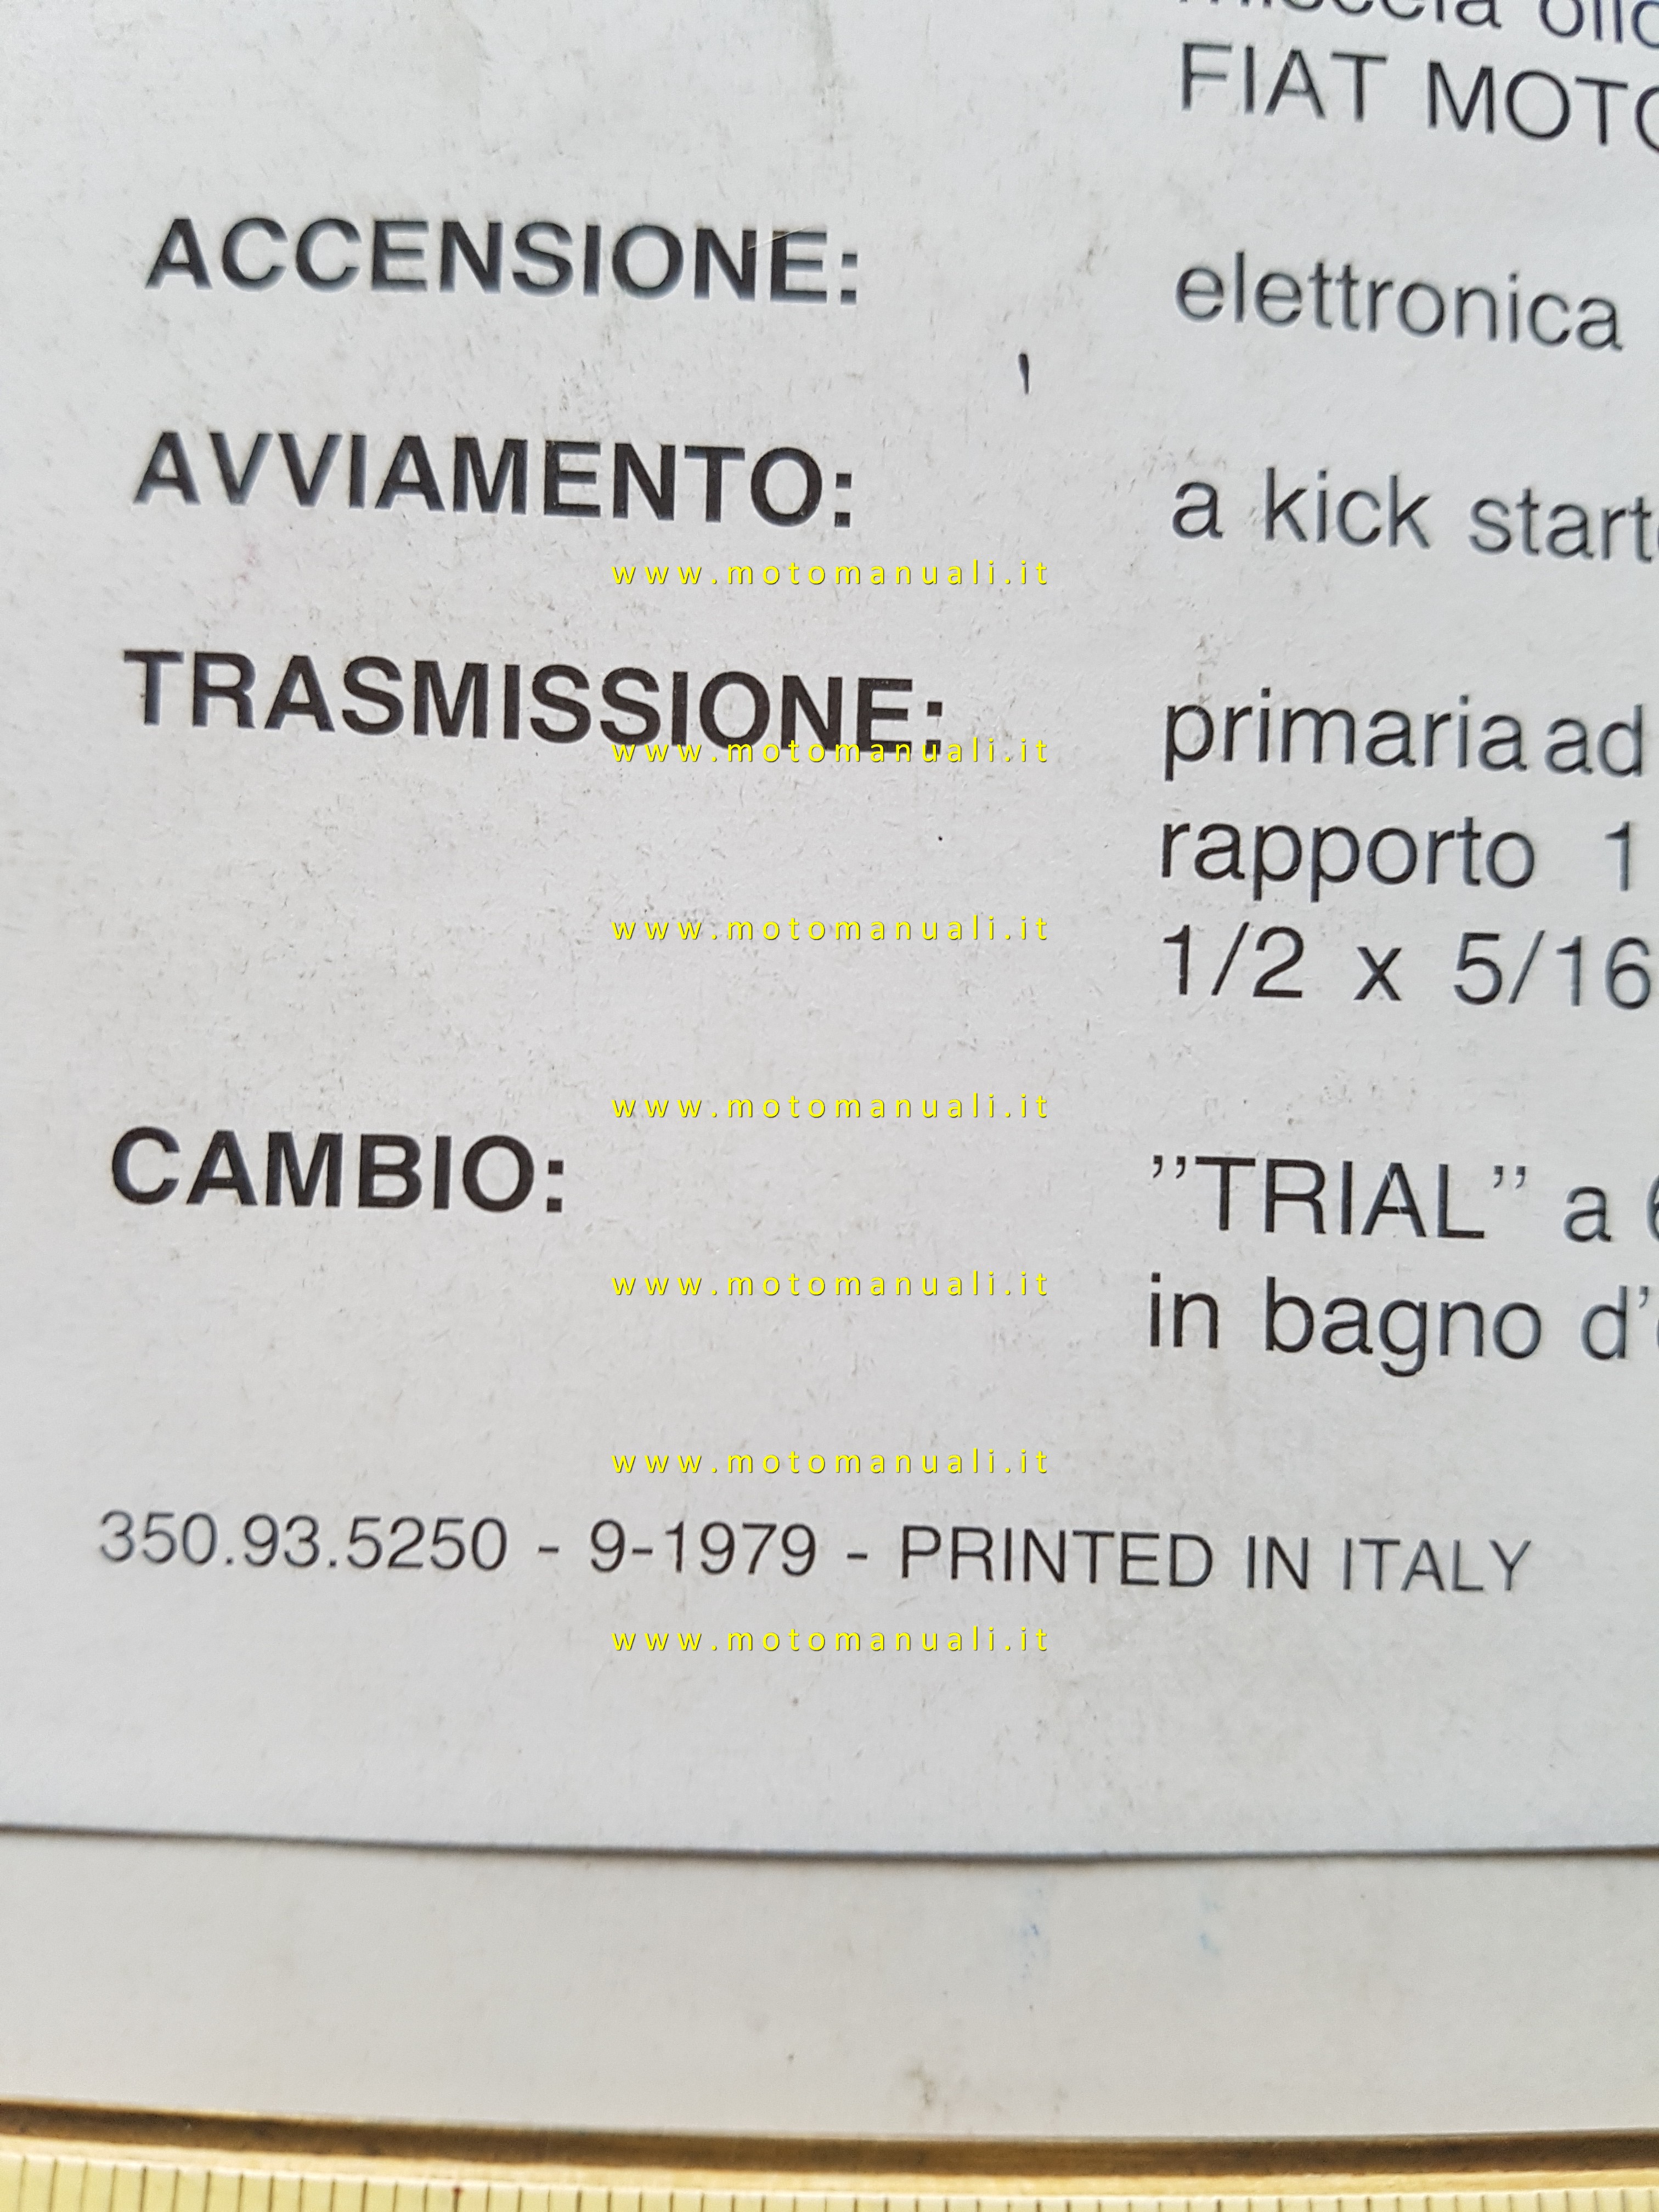 FIAT
ACCENSIONE: elettronica
AVVIAMENTO: a kick
www.motomanuali.it
TRASMISSIONE: primaria ad
www.motomanuali.it
rapporto 1
www.motomanuali.it
1/2 x 5/16
www.motomanuali.it
CAMBIO: ’’TRIAL’’ a
www.motomanuali.it
in bagno
www.motomanuali.it
350.93.5250 - 9-1979 - PRINTED IN ITALY
www.motomanuali.it